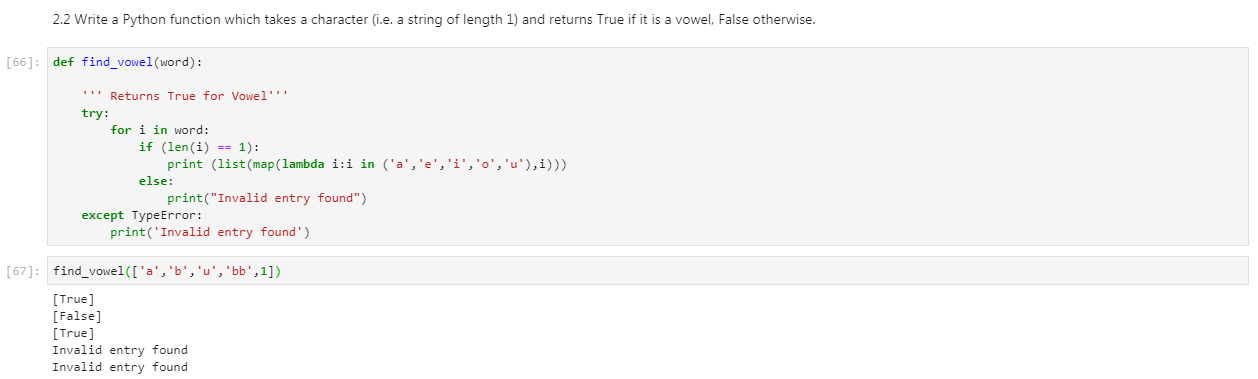 2.2 Write a Python function which takes a character (i.e. a string of length 1) and returns True if it is a vowel, False otherwise.
[66]: def find_vowel(word):
''' Returns True for Vowel'''
try:
for i in word:
if (len(i) == 1):
print (list(map(lambda i:i in ('a','e','i','o','u'),i)))
else:
print("Invalid entry found")
except TypeError:
print('Invalid entry found')
[67]: find_vowel(['a','b','u','bb',1])
[True]
[False]
[True]
Invalid entry found
Invalid entry found